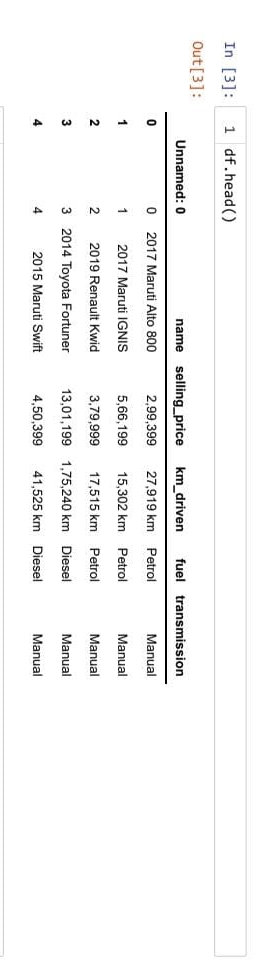 In [3]: 1 df.head()
Out[3]:
Unnamed: 0 name selling_price km_driven fuel transmission
0 0 2017 Maruti Alto 800 2,99,399 27,919 km Petrol Manual
1 1 2017 Maruti IGNIS 5,66,199 15,302 km Petrol Manual
2 2 2019 Renault Kwid 3,79,999 17,515 km Petrol Manual
3 3 2014 Toyota Fortuner 13,01,199 1,75,240 km Diesel Manual
4 4 2015 Maruti Swift 4,50,399 41,525 km Diesel Manual